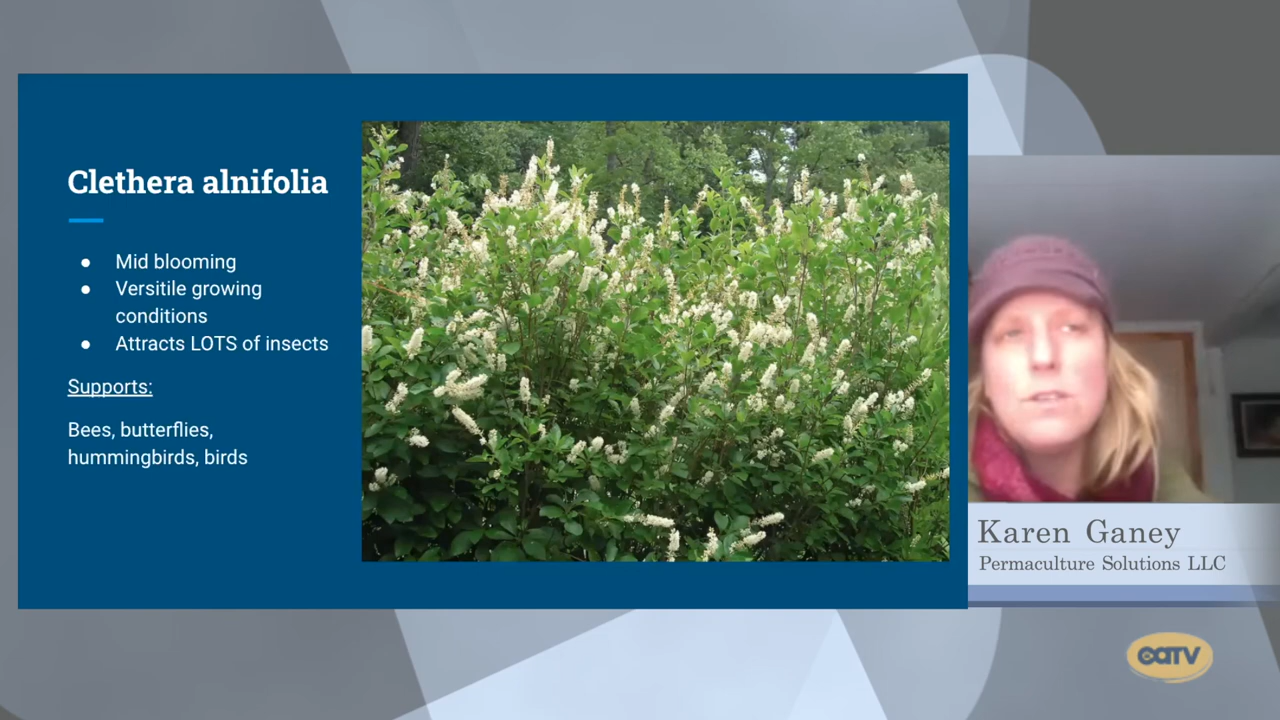 Clethera alnifolia
● Mid blooming
● Versitile growing
conditions
● Attracts LOTS of insects
Supports:
Bees, butterflies,
hummingbirds, birds
Karen Ganey
Permaculture Solutions LLC
CATV